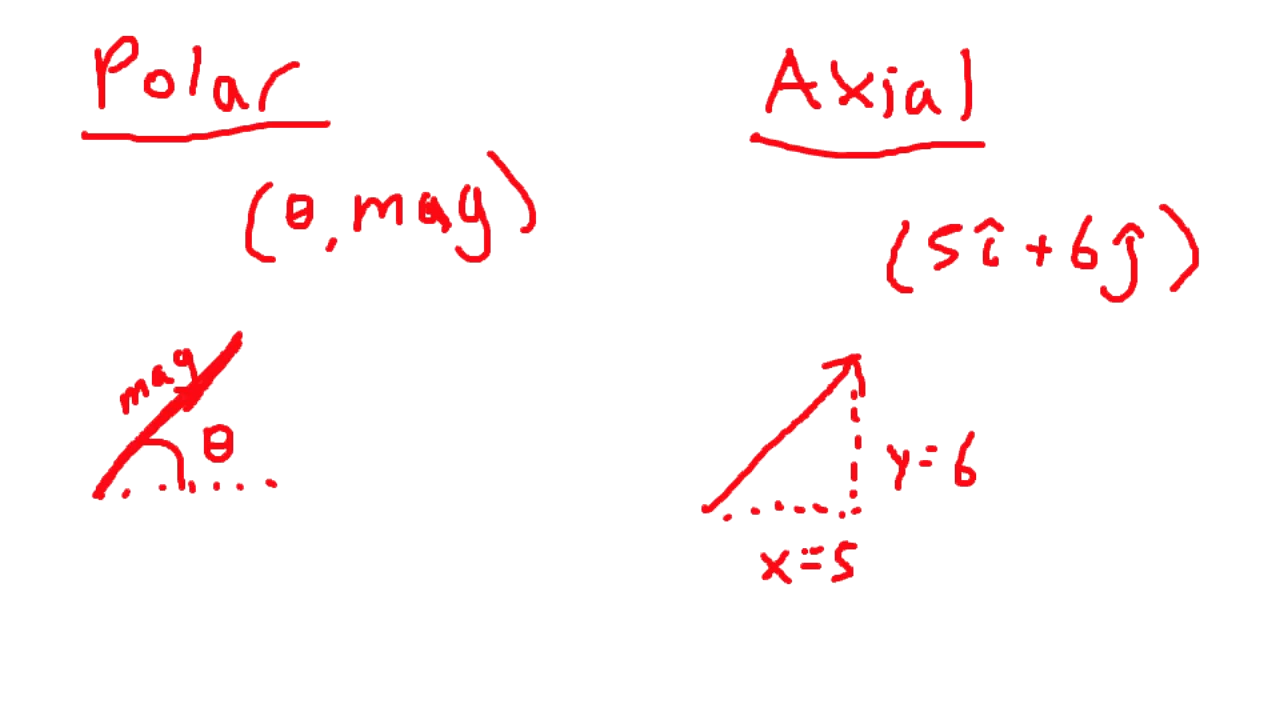 Polar
(θ, mag)
mag
θ
Axial
(5î + 6ĵ)
y=6
x=5